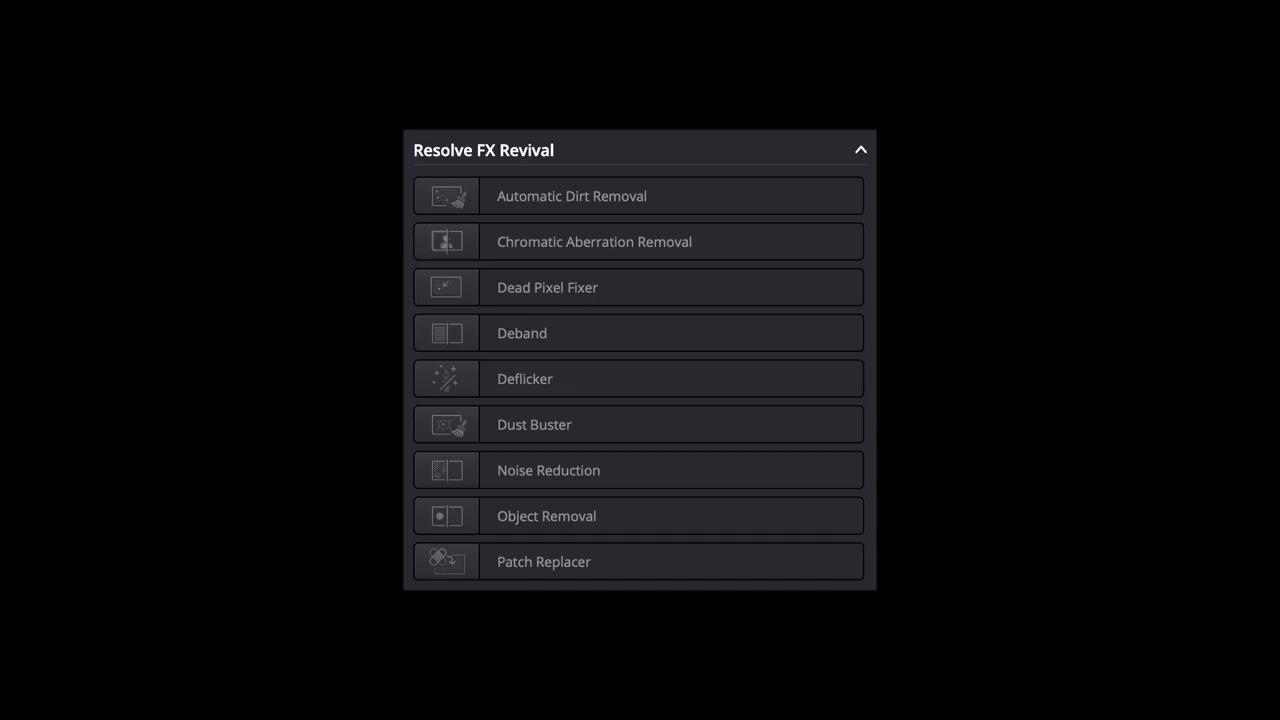 Resolve FX Revival
Automatic Dirt Removal
Chromatic Aberration Removal
Dead Pixel Fixer
Deband
Deflicker
Dust Buster
Noise Reduction
Object Removal
Patch Replacer